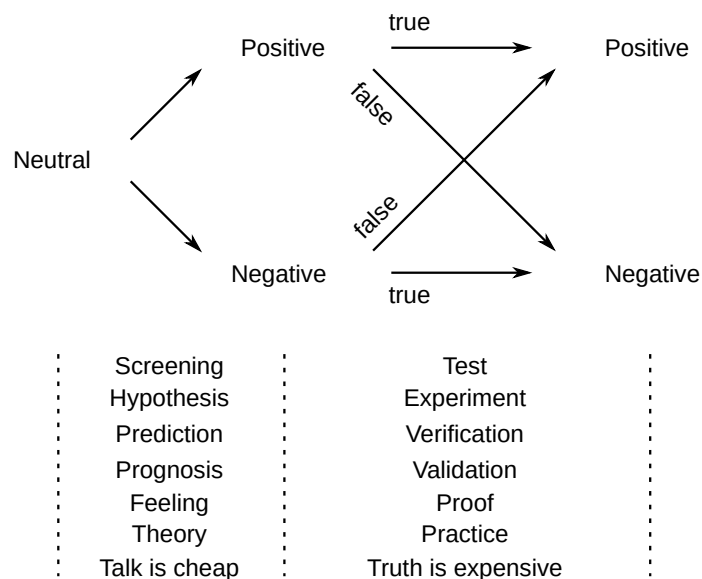 true
Positive Positive
false
Neutral
false
Negative Negative
true
Screening Test
Hypothesis Experiment
Prediction Verification
Prognosis Validation
Feeling Proof
Theory Practice
Talk is cheap Truth is expensive